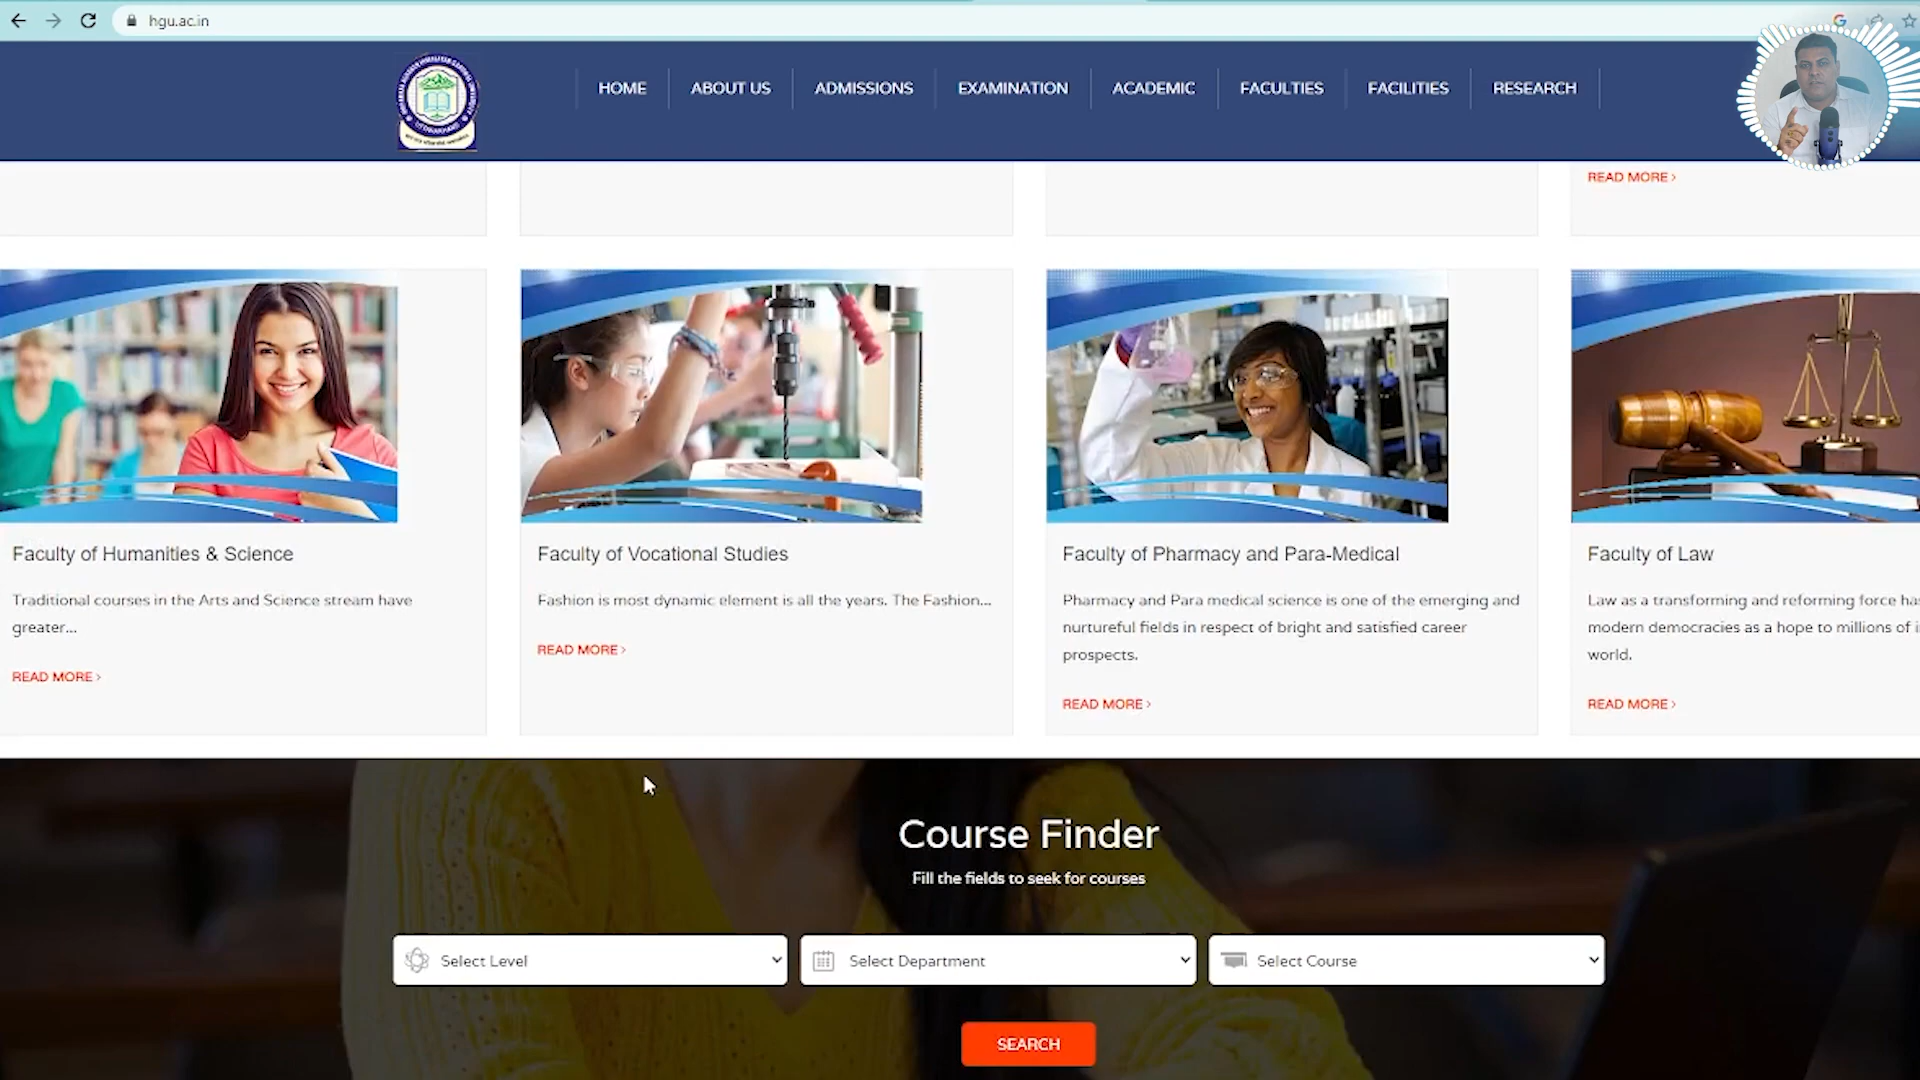 hgu.ac.in
HOME
ABOUT US
ADMISSIONS
EXAMINATION
ACADEMIC
FACULTIES
FACILITIES
RESEARCH
READ MORE ›
Faculty of Humanities & Science
Traditional courses in the Arts and Science stream have
greater...
READ MORE ›
Faculty of Vocational Studies
Fashion is most dynamic element is all the years. The Fashion...
READ MORE ›
Faculty of Pharmacy and Para-Medical
Pharmacy and Para medical science is one of the emerging and
nurtureful fields in respect of bright and satisfied career
prospects.
READ MORE ›
Faculty of Law
Law as a transforming and reforming force has
modern democracies as a hope to millions of
world.
READ MORE ›
Course Finder
Fill the fields to seek for courses
Select Level
Select Department
Select Course
SEARCH